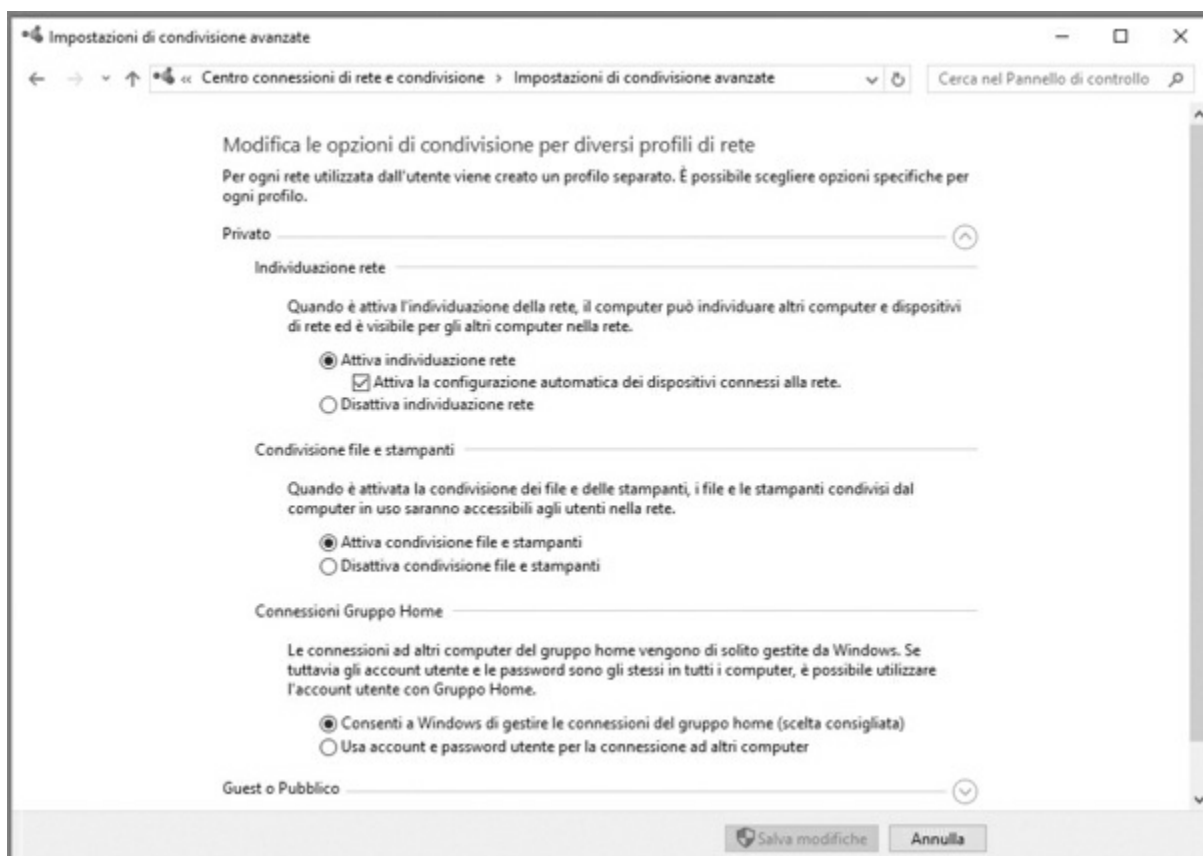 Impostazioni di condivisione avanzate
« Centro connessioni di rete e condivisione > Impostazioni di condivisione avanzate
Cerca nel Pannello di controllo
Modifica le opzioni di condivisione per diversi profili di rete
Per ogni rete utilizzata dall'utente viene creato un profilo separato. È possibile scegliere opzioni specifiche per
ogni profilo.
Privato
Individuazione rete
Quando è attiva l'individuazione della rete, il computer può individuare altri computer e dispositivi
di rete ed è visibile per gli altri computer nella rete.
Attiva individuazione rete
Attiva la configurazione automatica dei dispositivi connessi alla rete.
Disattiva individuazione rete
Condivisione file e stampanti
Quando è attivata la condivisione dei file e delle stampanti, i file e le stampanti condivisi dal
computer in uso saranno accessibili agli utenti nella rete.
Attiva condivisione file e stampanti
Disattiva condivisione file e stampanti
Connessioni Gruppo Home
Le connessioni ad altri computer del gruppo home vengono di solito gestite da Windows. Se
tuttavia gli account utente e le password sono gli stessi in tutti i computer, è possibile utilizzare
l'account utente con Gruppo Home.
Consenti a Windows di gestire le connessioni del gruppo home (scelta consigliata)
Usa account e password utente per la connessione ad altri computer
Guest o Pubblico
Salva modifiche
Annulla